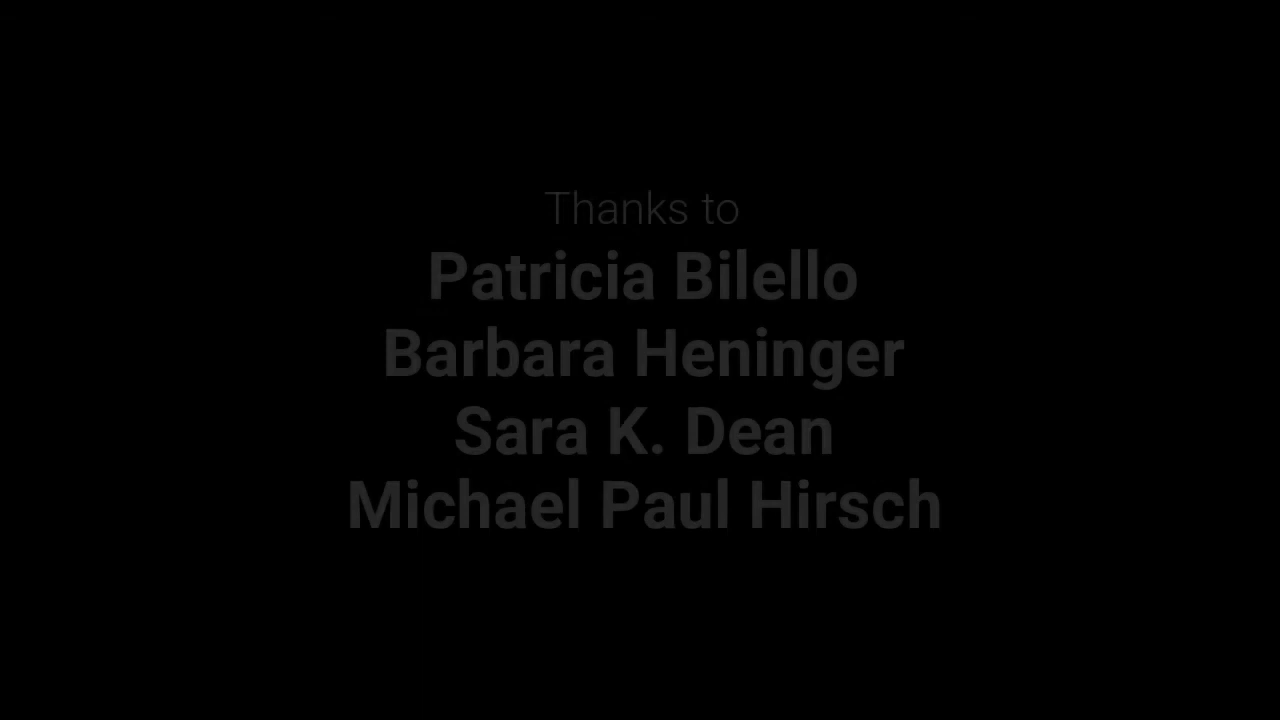 Thanks to
Patricia Bilello
Barbara Heninger
Sara K. Dean
Michael Paul Hirsch